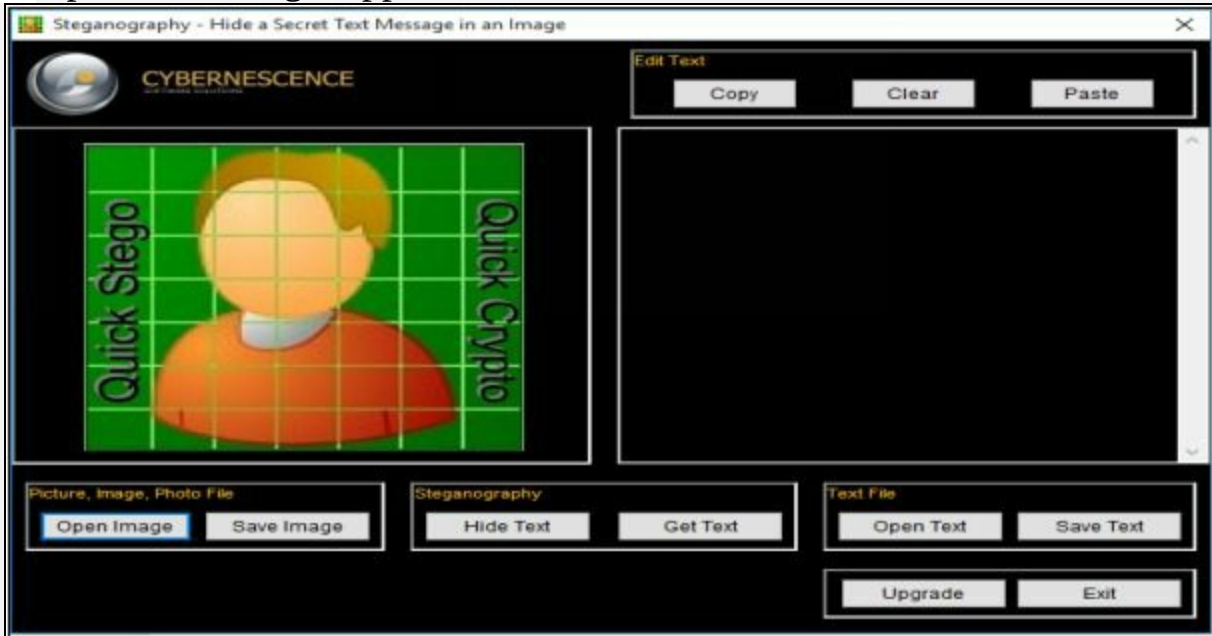 Steganography - Hide a Secret Text Message in an Image
CYBERNESCENCE
Edit Text
Copy Clear Paste
Quick Stego
Quick Crypto
Picture, Image, Photo File
Open Image Save Image
Steganography
Hide Text Get Text
Text File
Open Text Save Text
Upgrade Exit